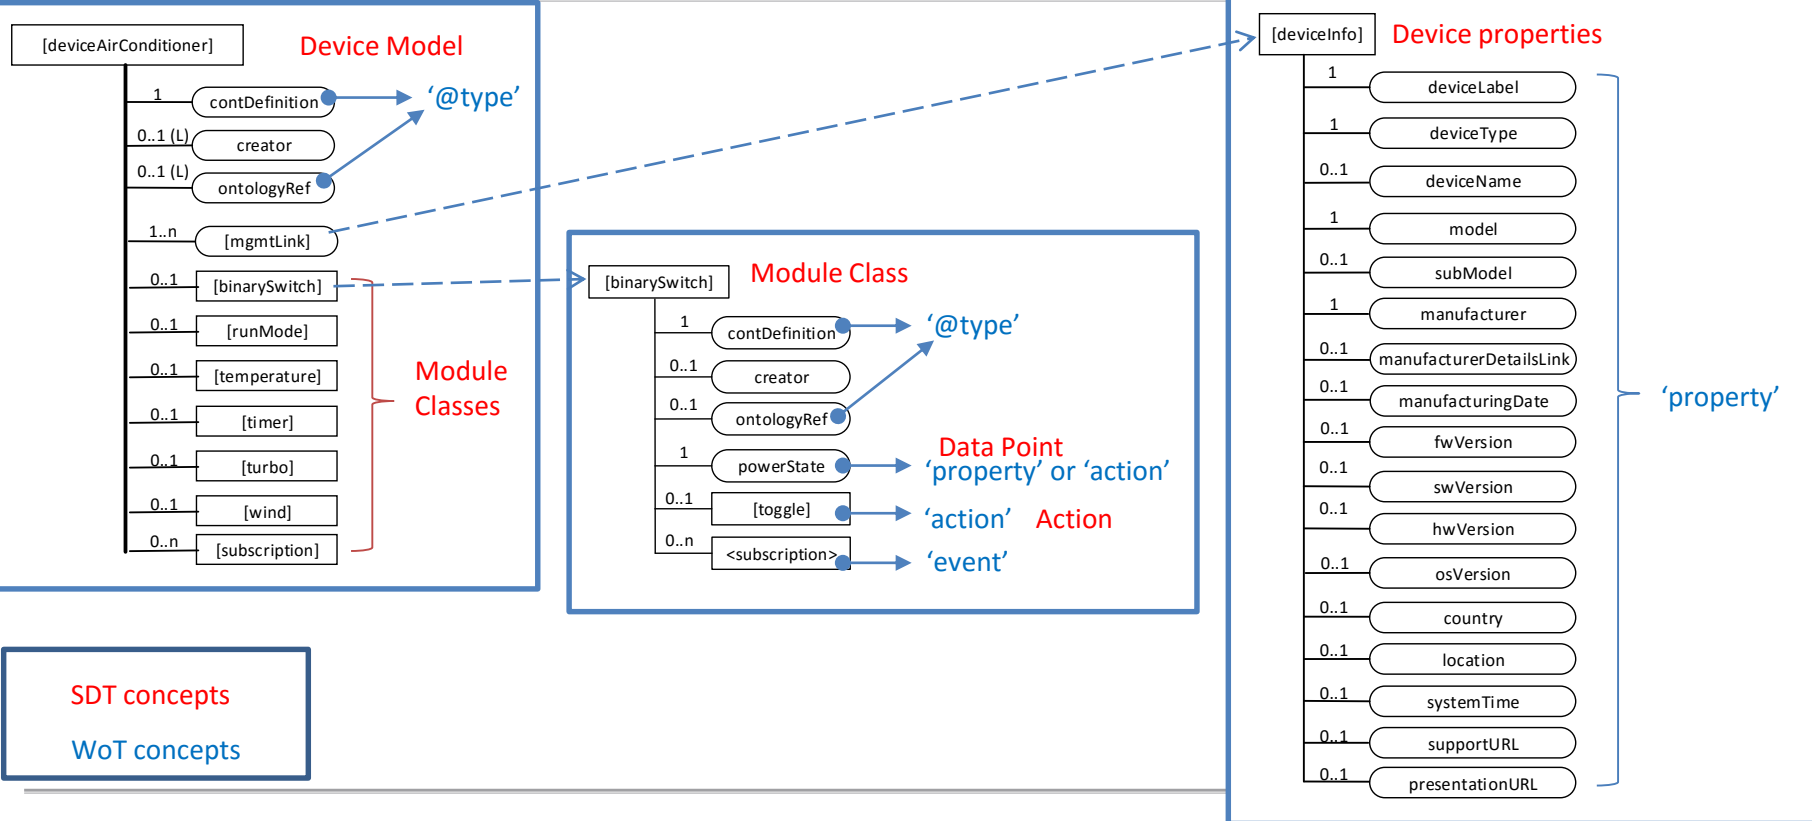 [deviceAirConditioner]
Device Model
1
contDefinition
‘@type’
0..1 (L)
creator
0..1 (L)
ontologyRef
1..n
[mgmtLink]
0..1
[binarySwitch]
0..1
[runMode]
0..1
[temperature]
0..1
[timer]
0..1
[turbo]
0..1
[wind]
0..n
[subscription]
Module
Classes
[binarySwitch]
Module Class
1
contDefinition
‘@type’
0..1
creator
0..1
ontologyRef
1
powerState
Data Point
‘property’ or ‘action’
0..1
[toggle]
‘action’ Action
0..n
<subscription>
‘event’
[deviceInfo]
Device properties
1
deviceLabel
1
deviceType
0..1
deviceName
1
model
0..1
subModel
1
manufacturer
0..1
manufacturerDetailsLink
0..1
manufacturingDate
0..1
fwVersion
0..1
swVersion
0..1
hwVersion
0..1
osVersion
0..1
country
0..1
location
0..1
systemTime
0..1
supportURL
0..1
presentationURL
‘property’
SDT concepts
WoT concepts